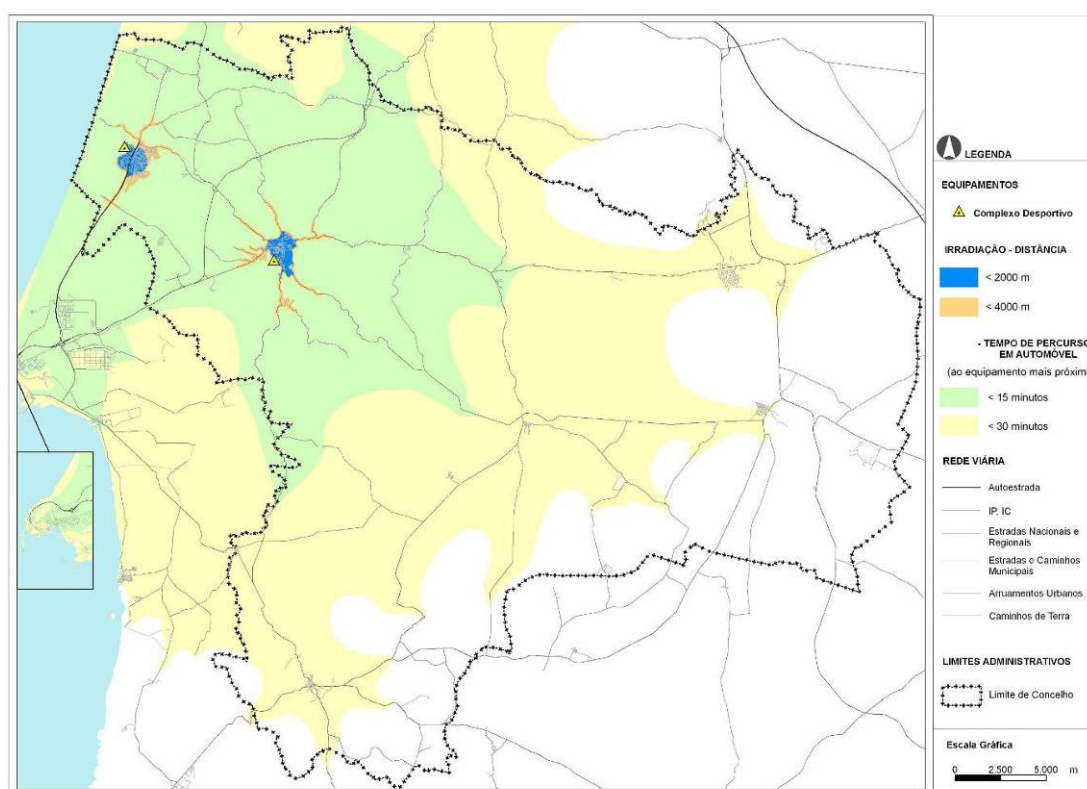 LEGENDA
EQUIPAMENTOS
Complexo Desportivo
IRRADIAÇÃO - DISTÂNCIA
< 2000 m
< 4000 m
- TEMPO DE PERCURSO
EM AUTOMÓVEL
(ao equipamento mais próxim
< 15 minutos
< 30 minutos
REDE VIÁRIA
Autoestrada
IP, IC
Estradas Nacionais e
Regionais
Estradas e Caminhos
Municipais
Arruamentos Urbanos
Caminhos de Terra
LIMITES ADMINISTRATIVOS
Limite de Concelho
Escala Gráfica
0 2.500 5.000 m